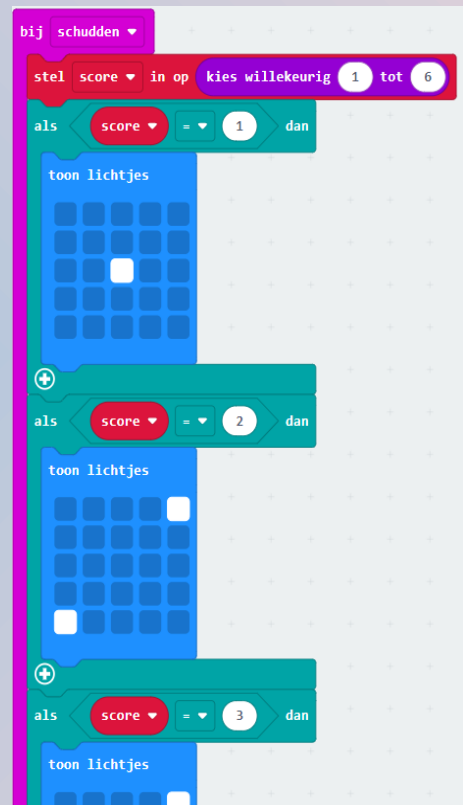 bij schudden
stel score in op kies willekeurig 1 tot 6
als score = 1 dan
toon lichtjes
als score = 2 dan
toon lichtjes
als score = 3 dan
toon lichtjes